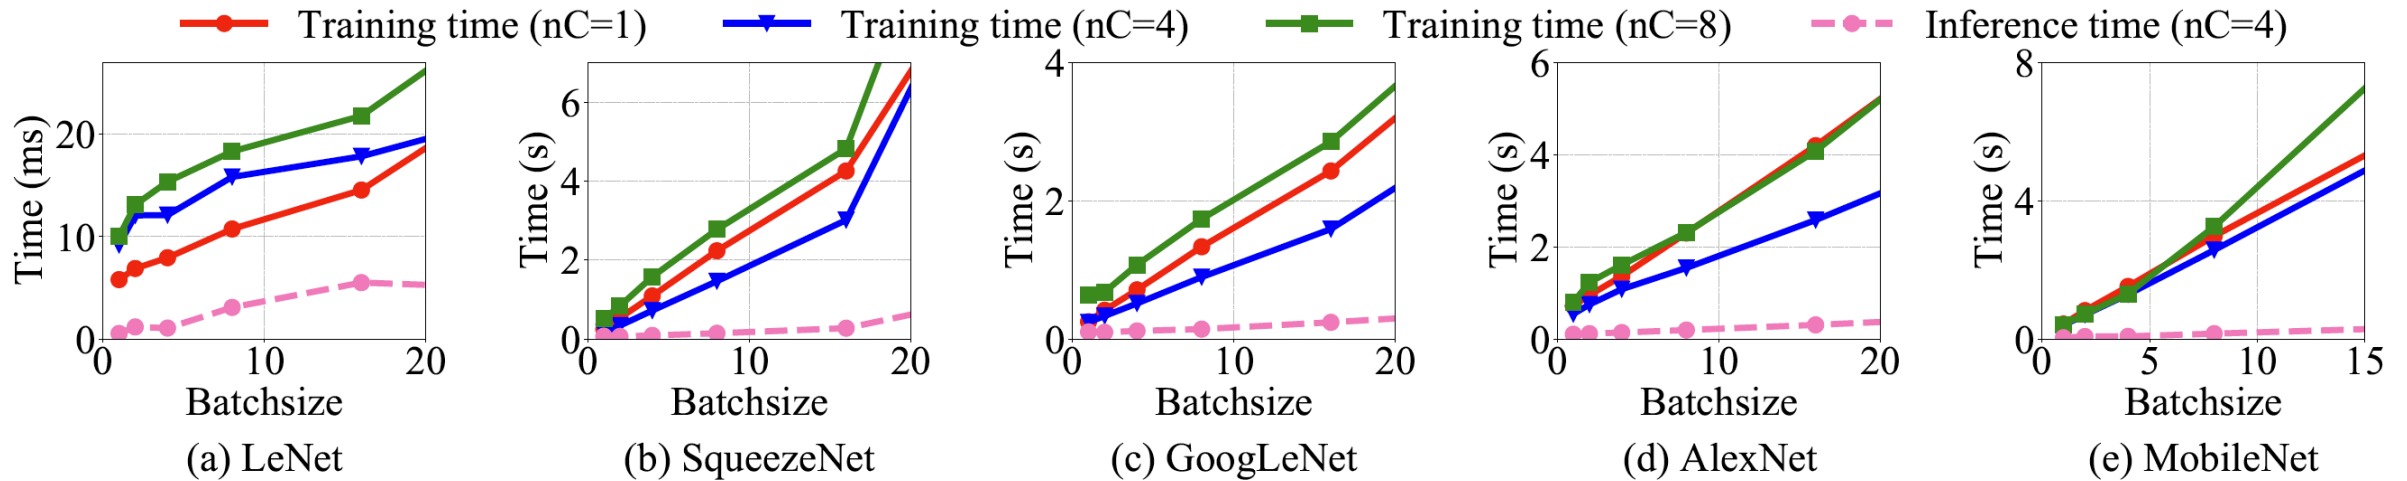 Training time (nC=1) Training time (nC=4) Training time (nC=8) Inference time (nC=4)
Time (ms)
20
10
0
0 10 20
Batchsize
(a) LeNet
Time (s)
6
4
2
0
0 10 20
Batchsize
(b) SqueezeNet
Time (s)
4
2
0
0 10 20
Batchsize
(c) GoogLeNet
Time (s)
6
4
2
0
0 10 20
Batchsize
(d) AlexNet
Time (s)
8
4
0
0 5 10 15
Batchsize
(e) MobileNet